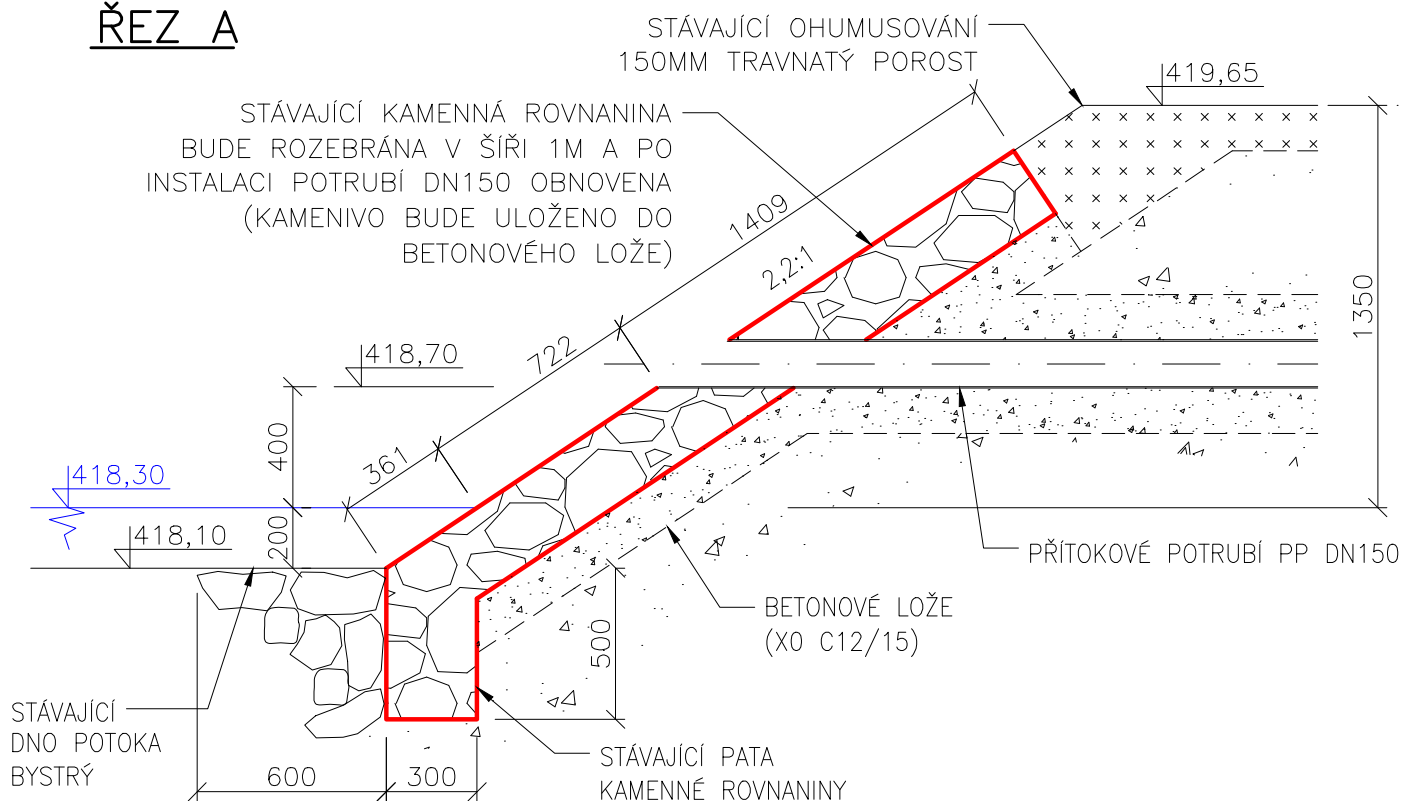 ŘEZ A
STÁVAJÍCÍ OHUMUSOVÁNÍ
150MM TRAVNATÝ POROST
419,65
STÁVAJÍCÍ KAMENNÁ ROVNANINA
BUDE ROZEBRÁNA V ŠÍŘI 1M A PO
INSTALACI POTRUBÍ DN150 OBNOVENA
(KAMENIVO BUDE ULOŽENO DO
BETONOVÉHO LOŽE)
1409
2,2:1
1350
722
418,70
400
361
418,30
200
418,10
PŘÍTOKOVÉ POTRUBÍ PP DN150
BETONOVÉ LOŽE
(X0 C12/15)
500
STÁVAJÍCÍ
DNO POTOKA
BYSTRÝ
600
300
STÁVAJÍCÍ PATA
KAMENNÉ ROVNANINY